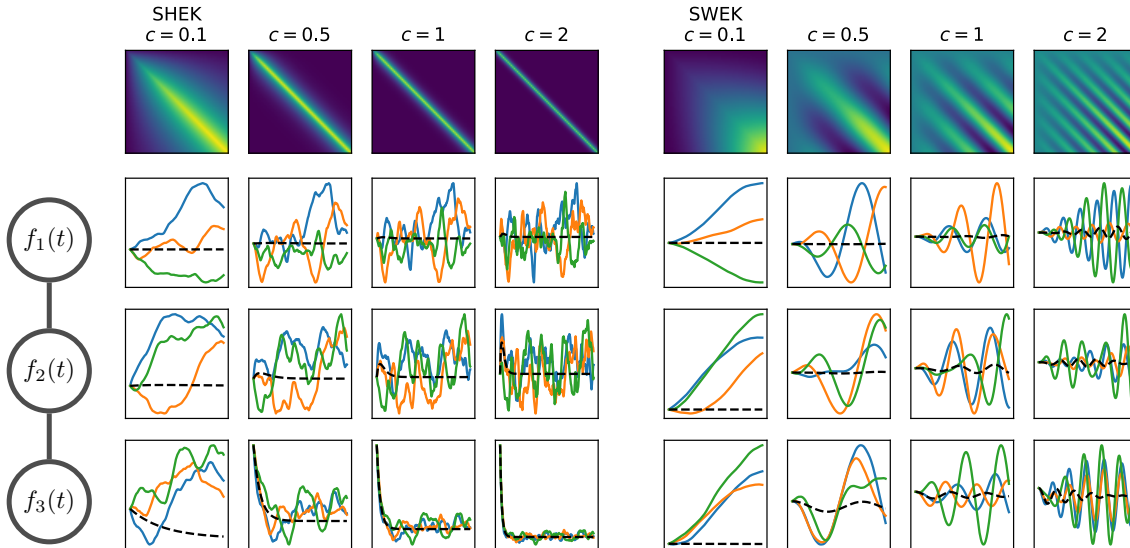 SHEK SWEK
c = 0.1 c = 0.5 c = 1 c = 2 c = 0.1 c = 0.5 c = 1 c = 2
f₁(t)
f₂(t)
f₃(t)